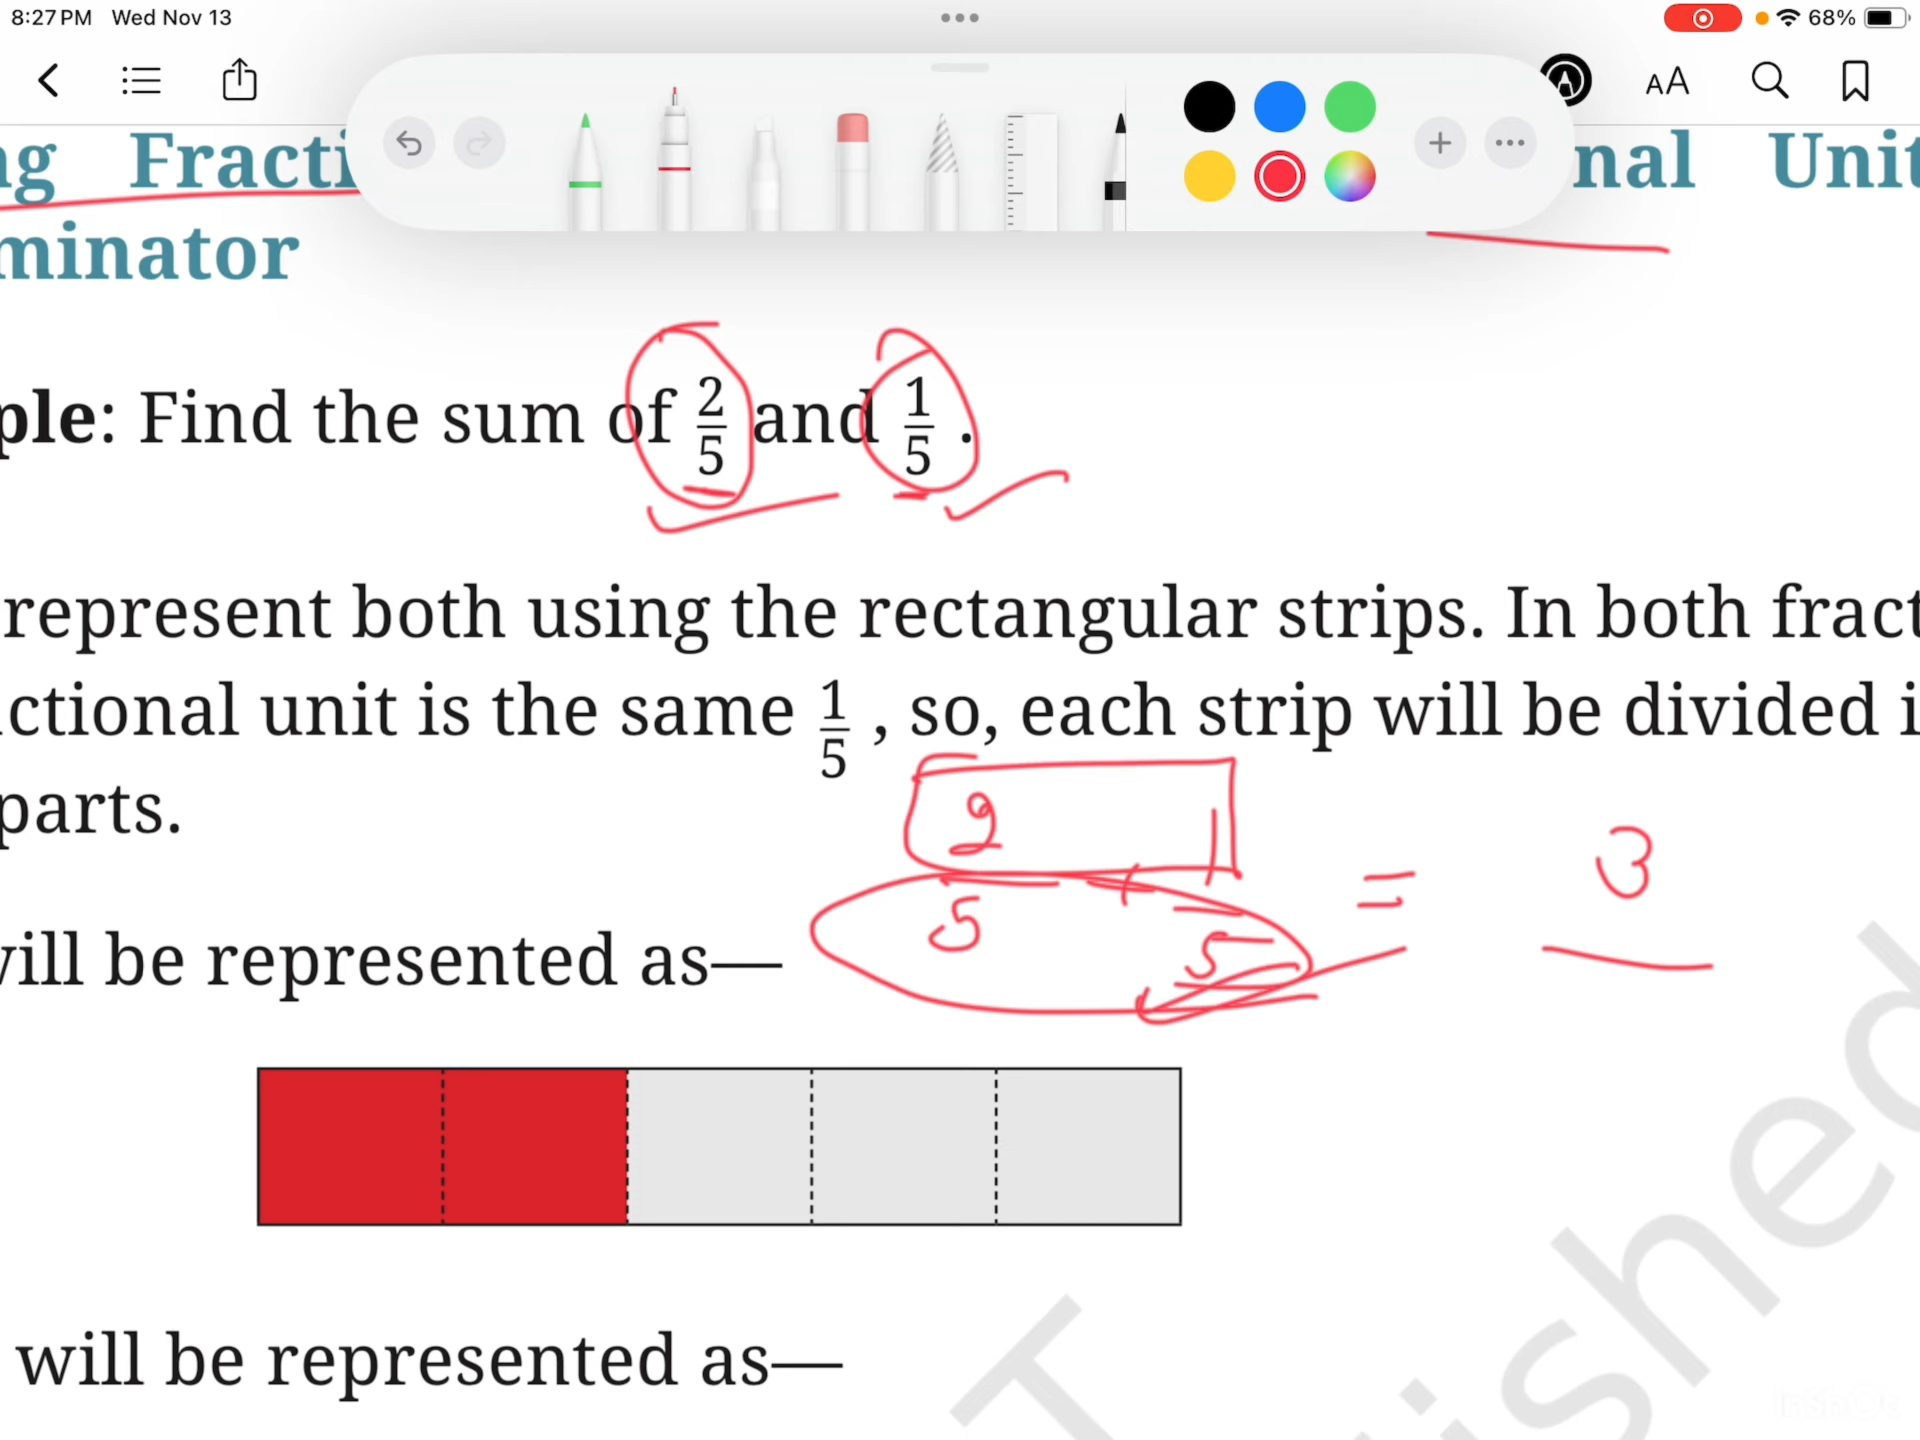 8:27 PM Wed Nov 13 68%
AA
ng Fracti nal Unit
minator
ple: Find the sum of 2/5 and 1/5 .
represent both using the rectangular strips. In both fract
ctional unit is the same 1/5 , so, each strip will be divided i
parts.
2/5 + 1/5 = 3
will be represented as—
will be represented as—
T
ished